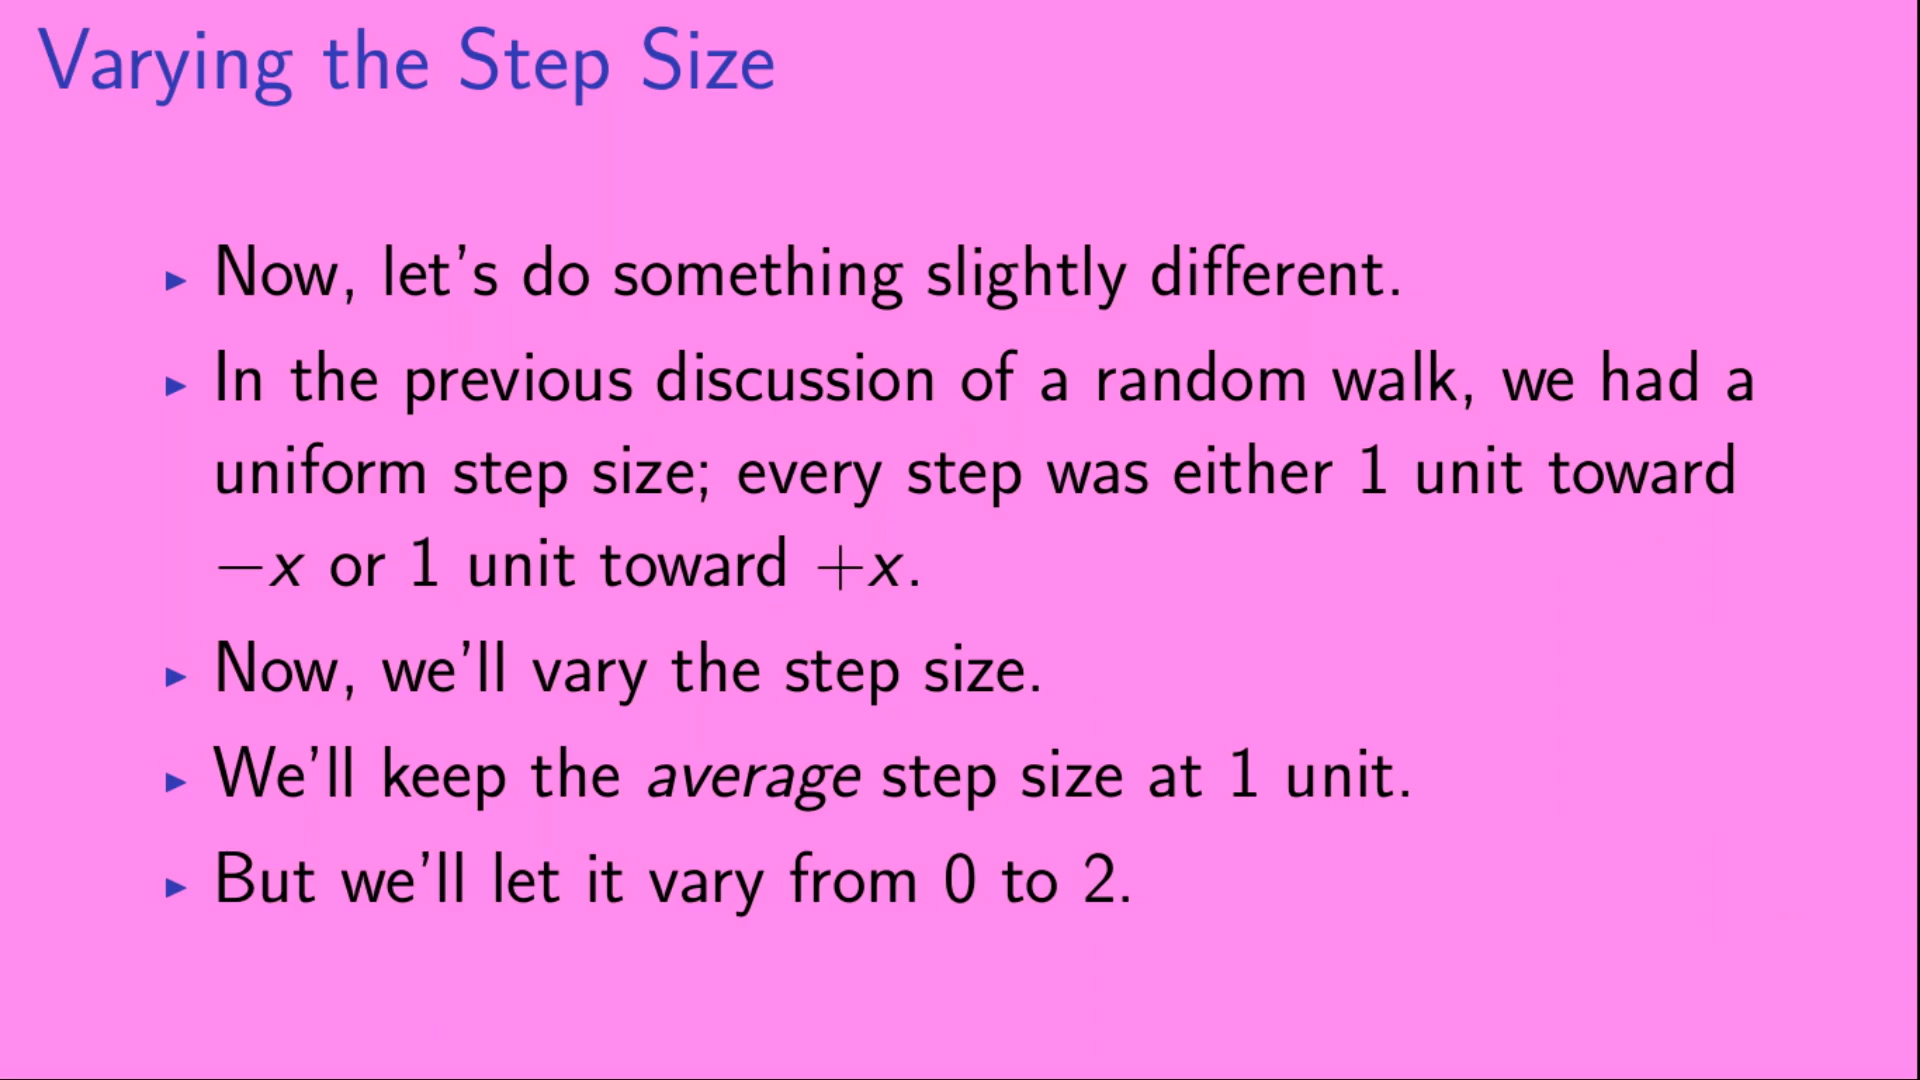 Varying the Step Size
▶ Now, let's do something slightly different.
▶ In the previous discussion of a random walk, we had a
uniform step size; every step was either 1 unit toward
−x or 1 unit toward +x.
▶ Now, we'll vary the step size.
▶ We'll keep the average step size at 1 unit.
▶ But we'll let it vary from 0 to 2.